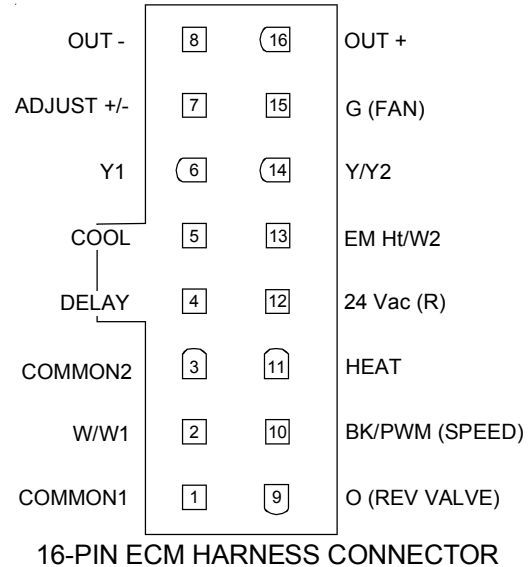 OUT - 8 16 OUT +
ADJUST +/- 7 15 G (FAN)
Y1 6 14 Y/Y2
COOL 5 13 EM Ht/W2
DELAY 4 12 24 Vac (R)
COMMON2 3 11 HEAT
W/W1 2 10 BK/PWM (SPEED)
COMMON1 1 9 O (REV VALVE)
16-PIN ECM HARNESS CONNECTOR